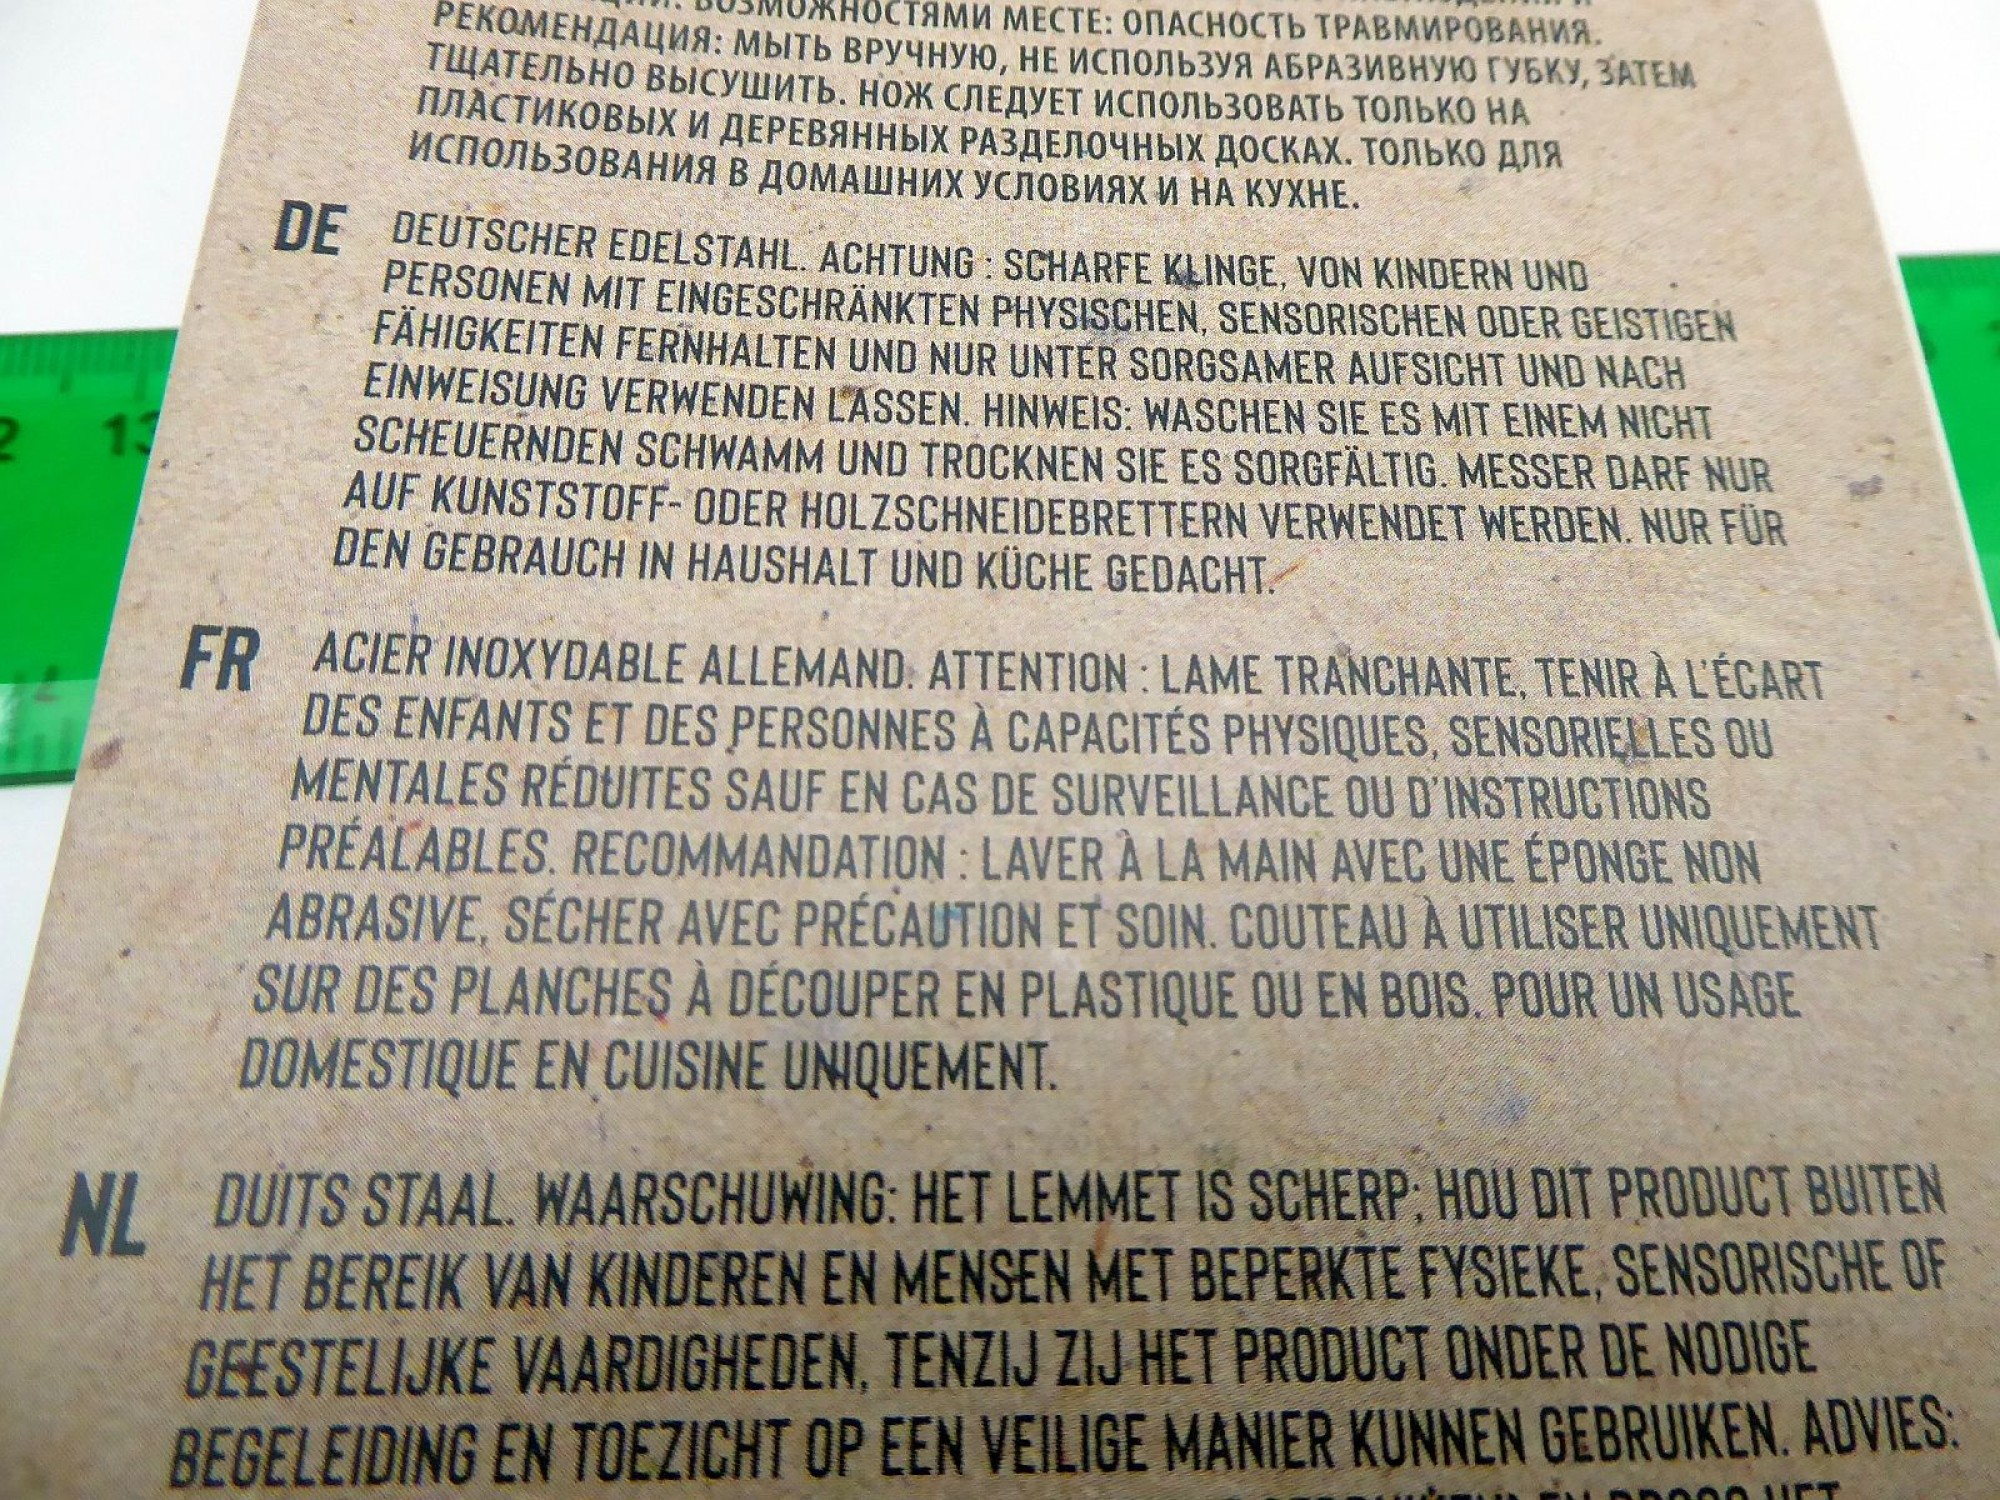 ВОЗМОЖНОСТЯМИ МЕСТЕ: ОПАСНОСТЬ ТРАВМИРОВАНИЯ.
РЕКОМЕНДАЦИЯ: МЫТЬ ВРУЧНУЮ, НЕ ИСПОЛЬЗУЯ АБРАЗИВНУЮ ГУБКУ, ЗАТЕМ
ТЩАТЕЛЬНО ВЫСУШИТЬ. НОЖ СЛЕДУЕТ ИСПОЛЬЗОВАТЬ ТОЛЬКО НА
ПЛАСТИКОВЫХ И ДЕРЕВЯННЫХ РАЗДЕЛОЧНЫХ ДОСКАХ. ТОЛЬКО ДЛЯ
ИСПОЛЬЗОВАНИЯ В ДОМАШНИХ УСЛОВИЯХ И НА КУХНЕ.
DE DEUTSCHER EDELSTAHL. ACHTUNG : SCHARFE KLINGE, VON KINDERN UND
PERSONEN MIT EINGESCHRÄNKTEN PHYSISCHEN, SENSORISCHEN ODER GEISTIGEN
FÄHIGKEITEN FERNHALTEN UND NUR UNTER SORGSAMER AUFSICHT UND NACH
EINWEISUNG VERWENDEN LASSEN. HINWEIS: WASCHEN SIE ES MIT EINEM NICHT
SCHEUERNDEN SCHWAMM UND TROCKNEN SIE ES SORGFÄLTIG. MESSER DARF NUR
AUF KUNSTSTOFF- ODER HOLZSCHNEIDEBRETTERN VERWENDET WERDEN. NUR FÜR
DEN GEBRAUCH IN HAUSHALT UND KÜCHE GEDACHT.
12 13
FR ACIER INOXYDABLE ALLEMAND. ATTENTION : LAME TRANCHANTE, TENIR À L'ÉCART
DES ENFANTS ET DES PERSONNES À CAPACITÉS PHYSIQUES, SENSORIELLES OU
MENTALES RÉDUITES SAUF EN CAS DE SURVEILLANCE OU D'INSTRUCTIONS
PRÉALABLES. RECOMMANDATION : LAVER À LA MAIN AVEC UNE ÉPONGE NON
ABRASIVE, SÉCHER AVEC PRÉCAUTION ET SOIN. COUTEAU À UTILISER UNIQUEMENT
SUR DES PLANCHES À DÉCOUPER EN PLASTIQUE OU EN BOIS. POUR UN USAGE
DOMESTIQUE EN CUISINE UNIQUEMENT.
NL DUITS STAAL. WAARSCHUWING: HET LEMMET IS SCHERP; HOU DIT PRODUCT BUITEN
HET BEREIK VAN KINDEREN EN MENSEN MET BEPERKTE FYSIEKE, SENSORISCHE OF
GEESTELIJKE VAARDIGHEDEN, TENZIJ ZIJ HET PRODUCT ONDER DE NODIGE
BEGELEIDING EN TOEZICHT OP EEN VEILIGE MANIER KUNNEN GEBRUIKEN. ADVIES: